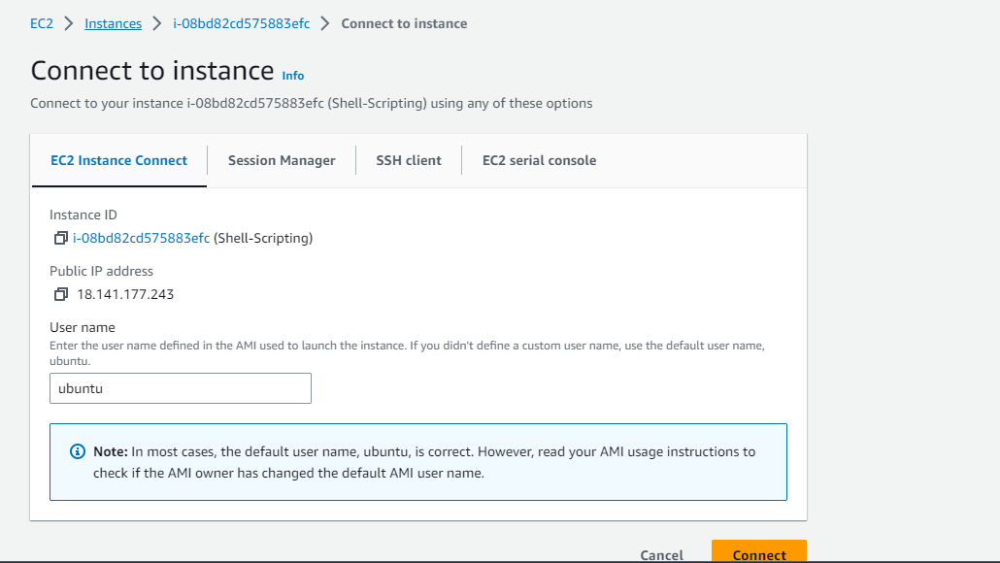 EC2 > Instances > i-08bd82cd575883efc > Connect to instance
Connect to instance Info
Connect to your instance i-08bd82cd575883efc (Shell-Scripting) using any of these options
EC2 Instance Connect Session Manager SSH client EC2 serial console
Instance ID
i-08bd82cd575883efc (Shell-Scripting)
Public IP address
18.141.177.243
User name
Enter the user name defined in the AMI used to launch the instance. If you didn't define a custom user name, use the default user name,
ubuntu.
ubuntu
Note: In most cases, the default user name, ubuntu, is correct. However, read your AMI usage instructions to
check if the AMI owner has changed the default AMI user name.
Cancel Connect